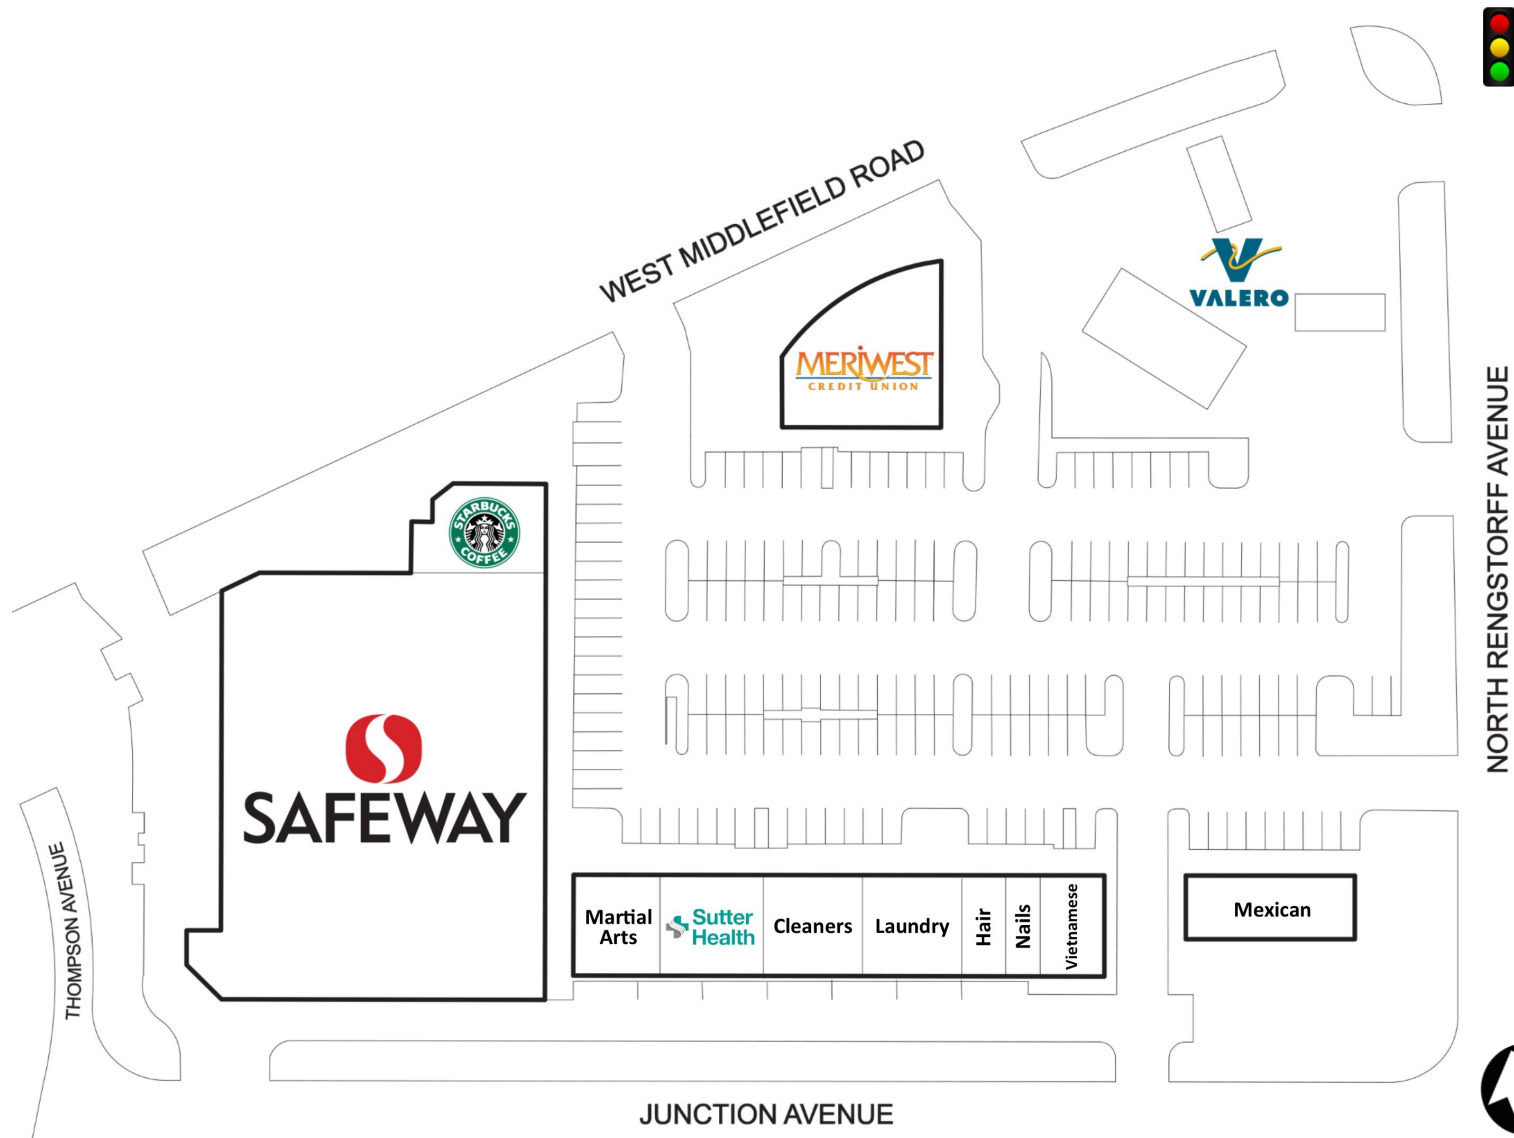 WEST MIDDLEFIELD ROAD
VALERO
MERIWEST
CREDIT UNION
NORTH RENGSTORFF AVENUE
STARBUCKS
COFFEE
SAFEWAY
THOMPSON AVENUE
Martial
Arts
Sutter
Health
Cleaners
Laundry
Hair
Nails
Vietnamese
Mexican
JUNCTION AVENUE